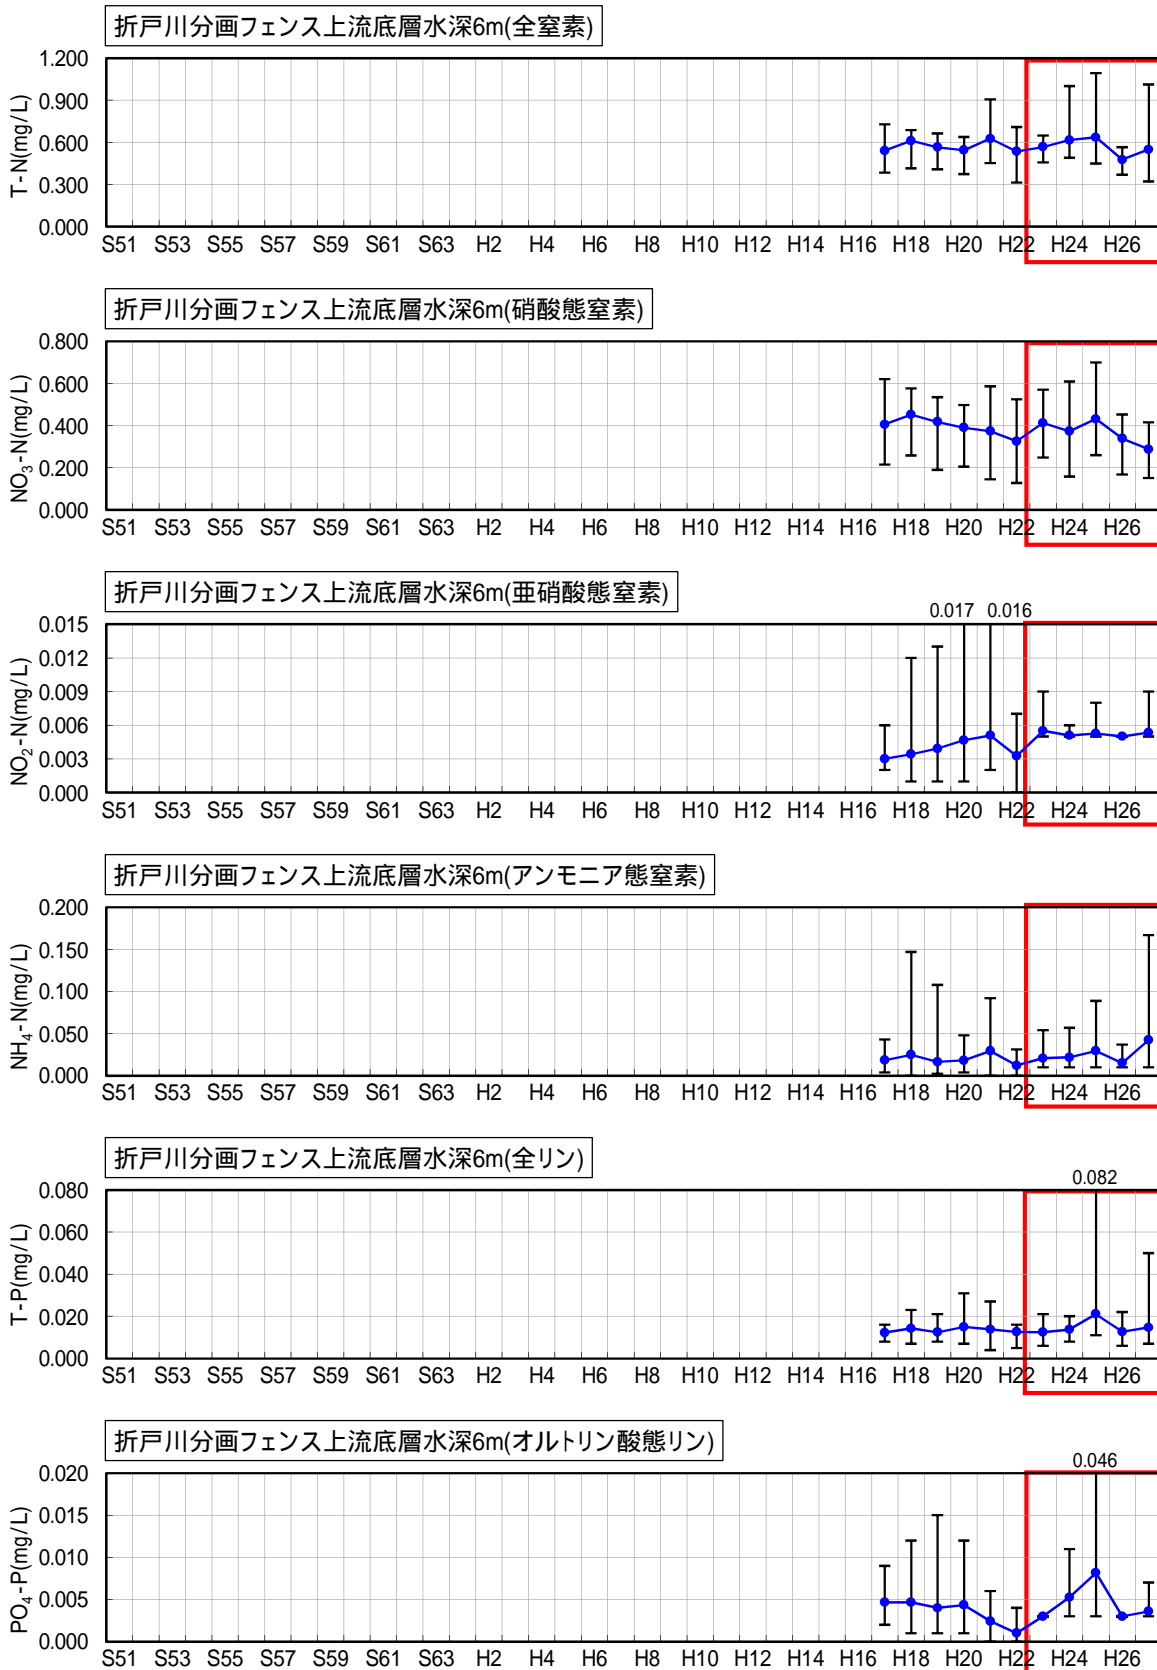 折戸川分画フェンス上流底層水深6m(全窒素)
T-N(mg/L)
1.200
0.900
0.600
0.300
0.000
S51 S53 S55 S57 S59 S61 S63 H2 H4 H6 H8 H10 H12 H14 H16 H18 H20 H22 H24 H26
折戸川分画フェンス上流底層水深6m(硝酸態窒素)
NO₃-N(mg/L)
0.800
0.600
0.400
0.200
0.000
S51 S53 S55 S57 S59 S61 S63 H2 H4 H6 H8 H10 H12 H14 H16 H18 H20 H22 H24 H26
折戸川分画フェンス上流底層水深6m(亜硝酸態窒素)
0.017 0.016
NO₂-N(mg/L)
0.015
0.012
0.009
0.006
0.003
0.000
S51 S53 S55 S57 S59 S61 S63 H2 H4 H6 H8 H10 H12 H14 H16 H18 H20 H22 H24 H26
折戸川分画フェンス上流底層水深6m(アンモニア態窒素)
NH₄-N(mg/L)
0.200
0.150
0.100
0.050
0.000
S51 S53 S55 S57 S59 S61 S63 H2 H4 H6 H8 H10 H12 H14 H16 H18 H20 H22 H24 H26
折戸川分画フェンス上流底層水深6m(全リン)
0.082
T-P(mg/L)
0.080
0.060
0.040
0.020
0.000
S51 S53 S55 S57 S59 S61 S63 H2 H4 H6 H8 H10 H12 H14 H16 H18 H20 H22 H24 H26
折戸川分画フェンス上流底層水深6m(オルトリン酸態リン)
0.046
PO₄-P(mg/L)
0.020
0.015
0.010
0.005
0.000
S51 S53 S55 S57 S59 S61 S63 H2 H4 H6 H8 H10 H12 H14 H16 H18 H20 H22 H24 H26